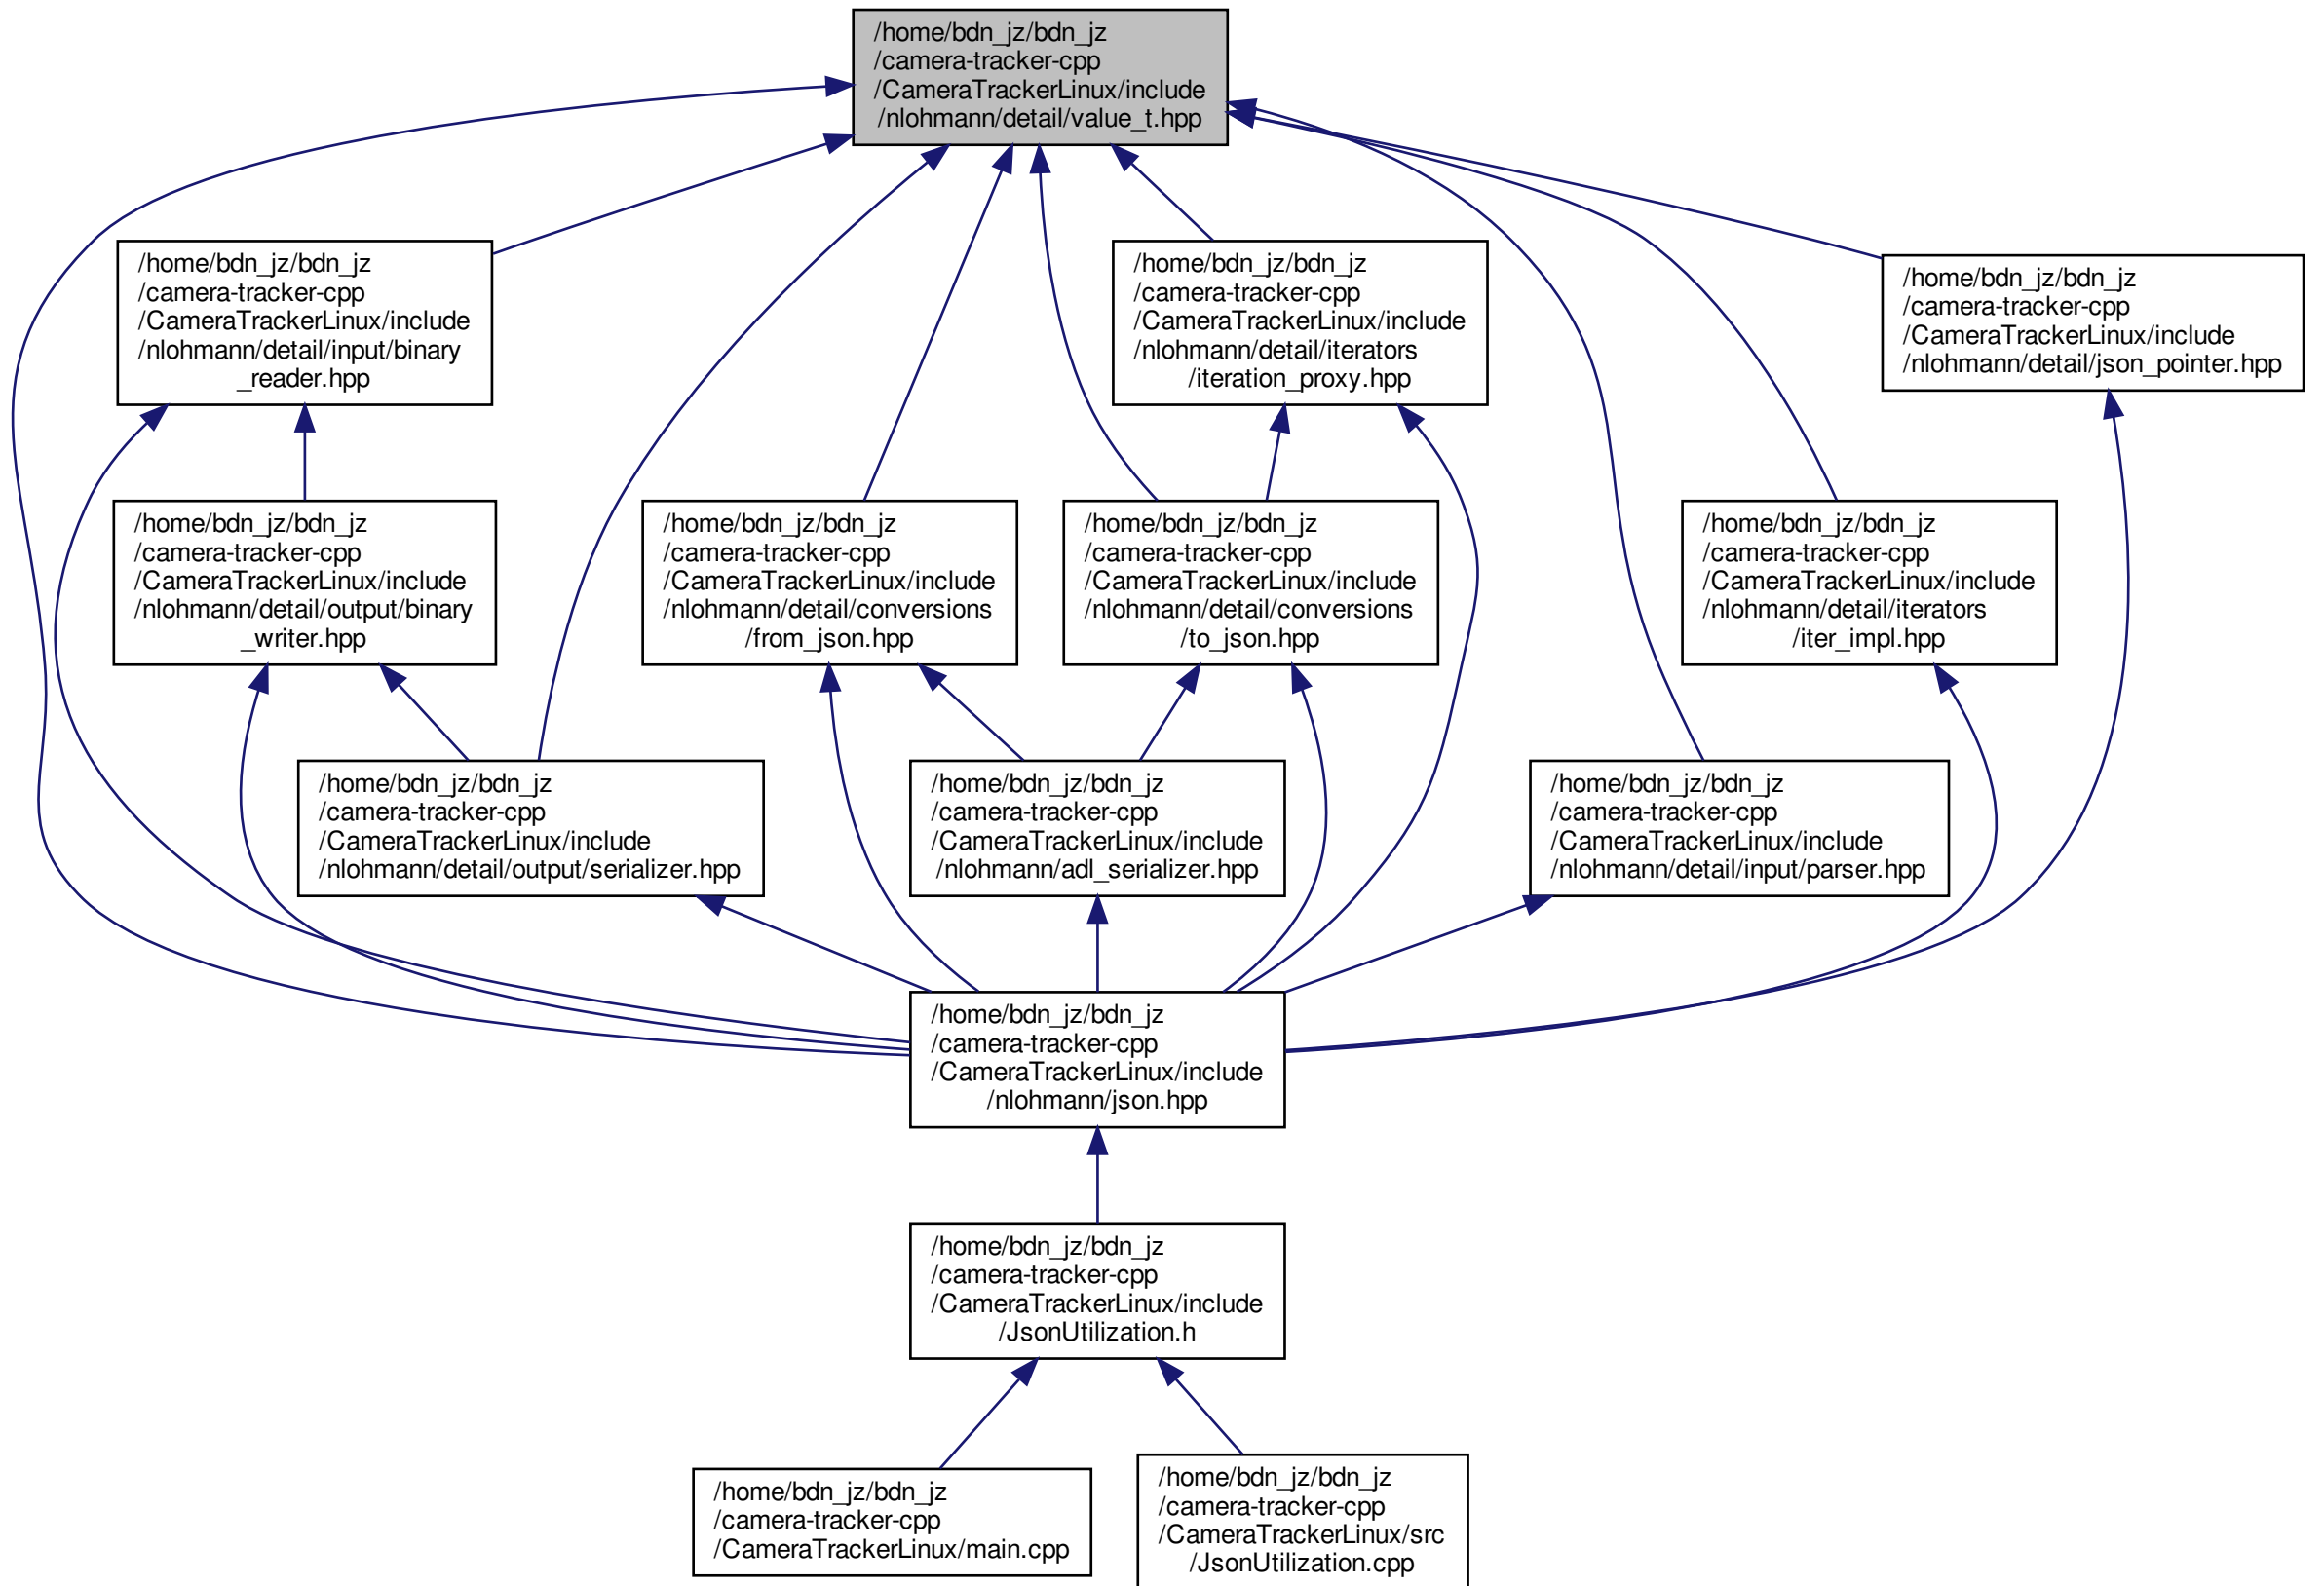 /home/bdn_jz/bdn_jz
/camera-tracker-cpp
/CameraTrackerLinux/include
/nlohmann/detail/value_t.hpp
/home/bdn_jz/bdn_jz
/camera-tracker-cpp
/CameraTrackerLinux/include
/nlohmann/detail/input/binary
_reader.hpp
/home/bdn_jz/bdn_jz
/camera-tracker-cpp
/CameraTrackerLinux/include
/nlohmann/detail/iterators
/iteration_proxy.hpp
/home/bdn_jz/bdn_jz
/camera-tracker-cpp
/CameraTrackerLinux/include
/nlohmann/detail/json_pointer.hpp
/home/bdn_jz/bdn_jz
/camera-tracker-cpp
/CameraTrackerLinux/include
/nlohmann/detail/output/binary
_writer.hpp
/home/bdn_jz/bdn_jz
/camera-tracker-cpp
/CameraTrackerLinux/include
/nlohmann/detail/conversions
/from_json.hpp
/home/bdn_jz/bdn_jz
/camera-tracker-cpp
/CameraTrackerLinux/include
/nlohmann/detail/conversions
/to_json.hpp
/home/bdn_jz/bdn_jz
/camera-tracker-cpp
/CameraTrackerLinux/include
/nlohmann/detail/iterators
/iter_impl.hpp
/home/bdn_jz/bdn_jz
/camera-tracker-cpp
/CameraTrackerLinux/include
/nlohmann/detail/output/serializer.hpp
/home/bdn_jz/bdn_jz
/camera-tracker-cpp
/CameraTrackerLinux/include
/nlohmann/adl_serializer.hpp
/home/bdn_jz/bdn_jz
/camera-tracker-cpp
/CameraTrackerLinux/include
/nlohmann/detail/input/parser.hpp
/home/bdn_jz/bdn_jz
/camera-tracker-cpp
/CameraTrackerLinux/include
/nlohmann/json.hpp
/home/bdn_jz/bdn_jz
/camera-tracker-cpp
/CameraTrackerLinux/include
/JsonUtilization.h
/home/bdn_jz/bdn_jz
/camera-tracker-cpp
/CameraTrackerLinux/main.cpp
/home/bdn_jz/bdn_jz
/camera-tracker-cpp
/CameraTrackerLinux/src
/JsonUtilization.cpp